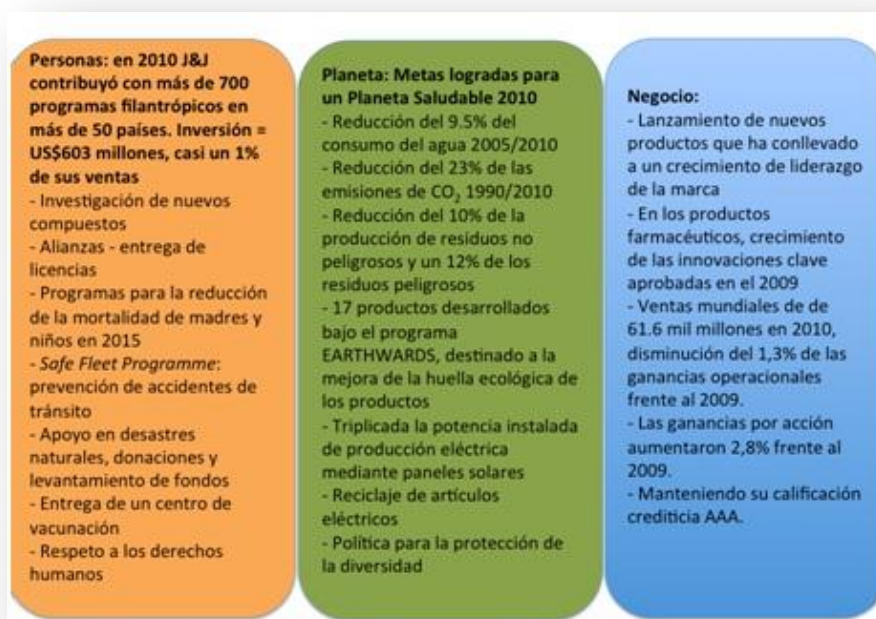 Personas: en 2010 J&J
contribuyó con más de 700
programas filantrópicos en
más de 50 países. Inversión =
US$603 millones, casi un 1%
de sus ventas
- Investigación de nuevos
compuestos
- Alianzas - entrega de
licencias
- Programas para la reducción
de la mortalidad de madres y
niños en 2015
- Safe Fleet Programme:
prevención de accidentes de
tránsito
- Apoyo en desastres
naturales, donaciones y
levantamiento de fondos
- Entrega de un centro de
vacunación
- Respeto a los derechos
humanos
Planeta: Metas logradas para
un Planeta Saludable 2010
- Reducción del 9.5% del
consumo del agua 2005/2010
- Reducción del 23% de las
emisiones de CO₂ 1990/2010
- Reducción del 10% de la
producción de residuos no
peligrosos y un 12% de los
residuos peligrosos
- 17 productos desarrollados
bajo el programa
EARTHWARDS, destinado a la
mejora de la huella ecológica de
los productos
- Triplicada la potencia instalada
de producción eléctrica
mediante paneles solares
- Reciclaje de artículos
eléctricos
- Política para la protección de
la diversidad
Negocio:
- Lanzamiento de nuevos
productos que ha conllevado
a un crecimiento de liderazgo
de la marca
- En los productos
farmacéuticos, crecimiento
de las innovaciones clave
aprobadas en el 2009
- Ventas mundiales de de
61.6 mil millones en 2010,
disminución del 1,3% de las
ganancias operacionales
frente al 2009.
- Las ganancias por acción
aumentaron 2,8% frente al
2009.
- Manteniendo su calificación
crediticia AAA.